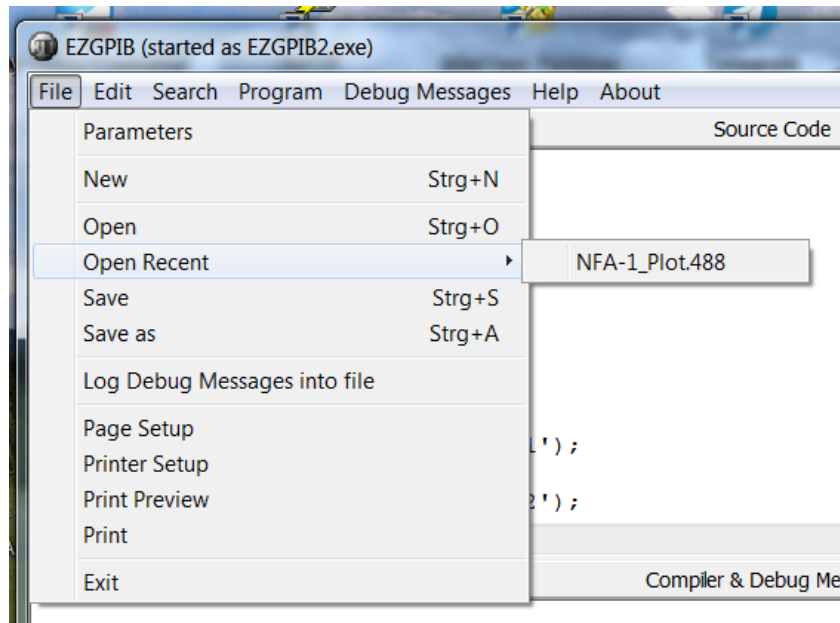 EZGPIB (started as EZGPIB2.exe)
File Edit Search Program Debug Messages Help About
Parameters
Source Code
New Strg+N
Open Strg+O
Open Recent
NFA-1_Plot.488
Save Strg+S
Save as Strg+A
Log Debug Messages into file
Page Setup
');
Printer Setup
Print Preview
');
Print
Exit
Compiler & Debug Me